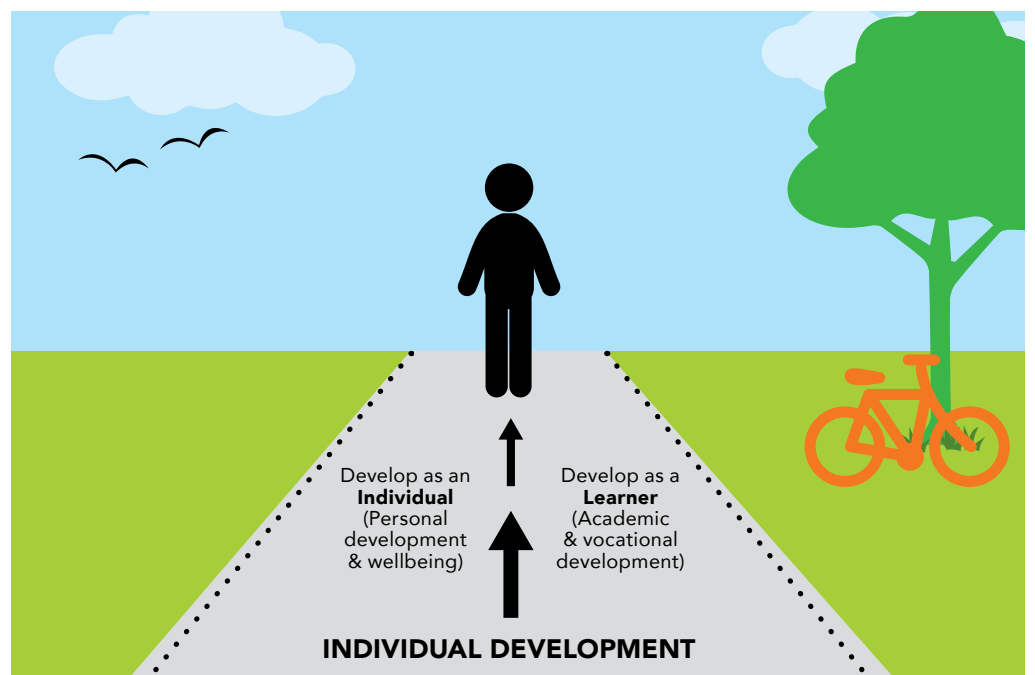 Develop as an
Individual
(Personal
development
& wellbeing)
Develop as a
Learner
(Academic
& vocational
development)
INDIVIDUAL DEVELOPMENT